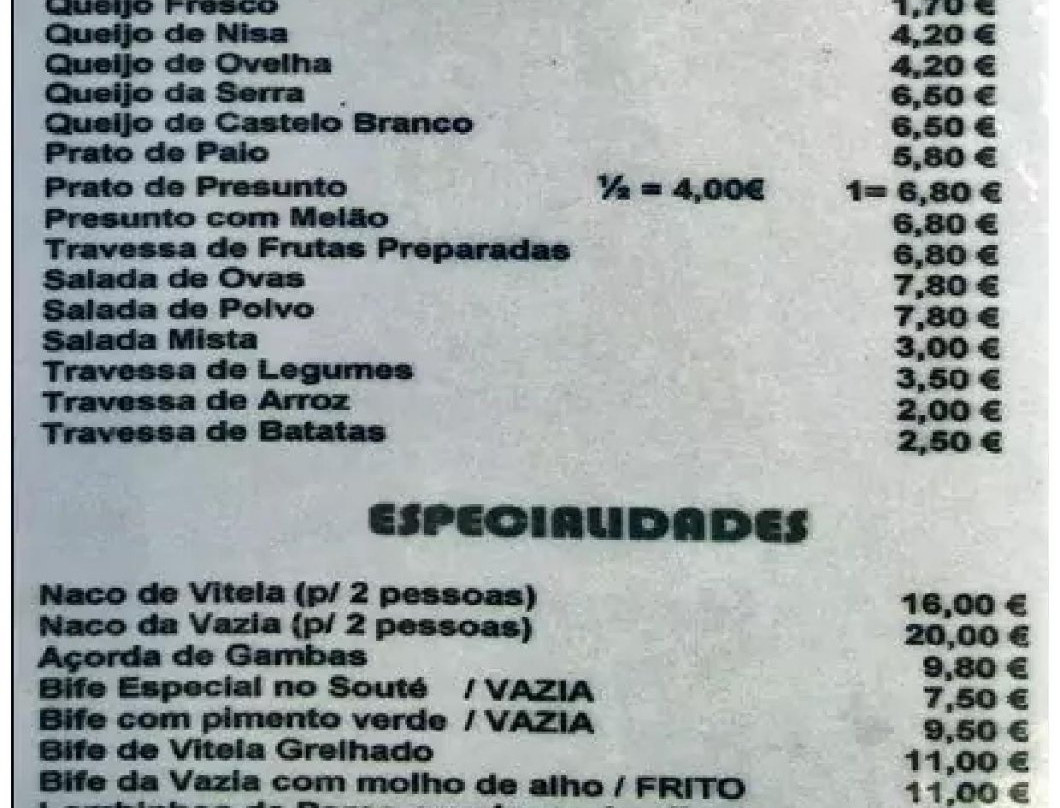 Queijo Fresco 1,70 €
Queijo de Nisa 4,20 €
Queijo de Ovelha 4,20 €
Queijo da Serra 6,50 €
Queijo de Castelo Branco 6,50 €
Prato de Paio 5,80 €
Prato de Presunto ½ = 4,00€ 1= 6,80 €
Presunto com Melão 6,80 €
Travessa de Frutas Preparadas 6,80 €
Salada de Ovas 7,80 €
Salada de Polvo 7,80 €
Salada Mista 3,00 €
Travessa de Legumes 3,50 €
Travessa de Arroz 2,00 €
Travessa de Batatas 2,50 €
ESPECIALIDADES
Naco de Vitela (p/ 2 pessoas) 16,00 €
Naco da Vazia (p/ 2 pessoas) 20,00 €
Açorda de Gambas 9,80 €
Bife Especial no Souté / VAZIA 7,50 €
Bife com pimento verde / VAZIA 9,50 €
Bife de Vitela Grelhado 11,00 €
Bife da Vazia com molho de alho / FRITO 11,00 €